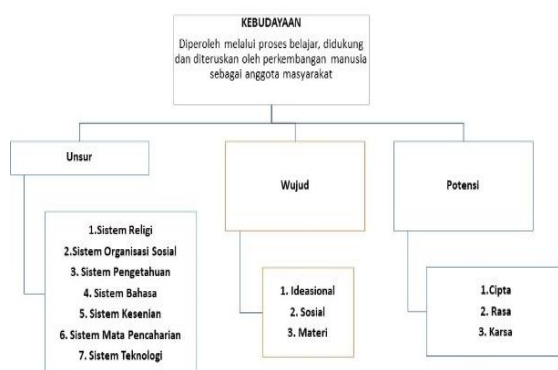 KEBUDAYAAN
Diperoleh melalui proses belajar, didukung
dan diteruskan oleh perkembangan manusia
sebagai anggota masyarakat
Unsur
1.Sistem Religi
2.Sistem Organisasi Sosial
3. Sistem Pengetahuan
4. Sistem Bahasa
5. Sistem Kesenian
6. Sistem Mata Pencaharian
7. Sistem Teknologi
Wujud
1. Ideasional
2. Sosial
3. Materi
Potensi
1.Cipta
2. Rasa
3. Karsa